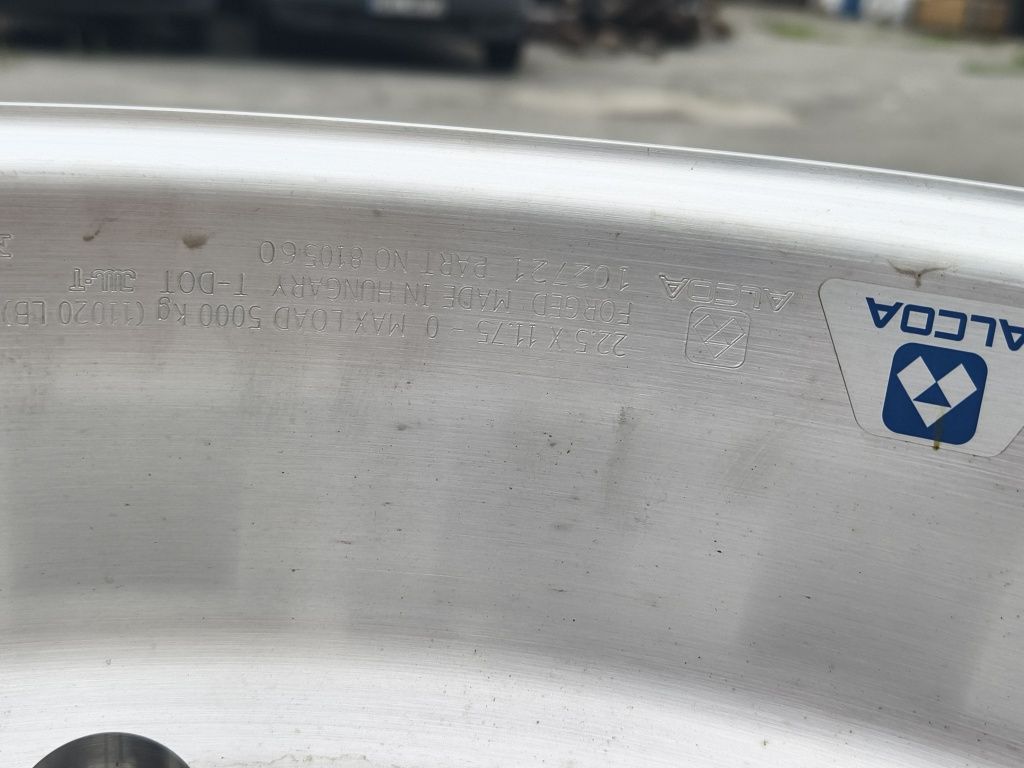 ALCOA
22.5 X 11.75 - 0 MAX LOAD 5000 kg (11020 LB)
FORGED MADE IN HUNGARY T-DOT JWL-T
102721 PART NO 810560
ALCOA